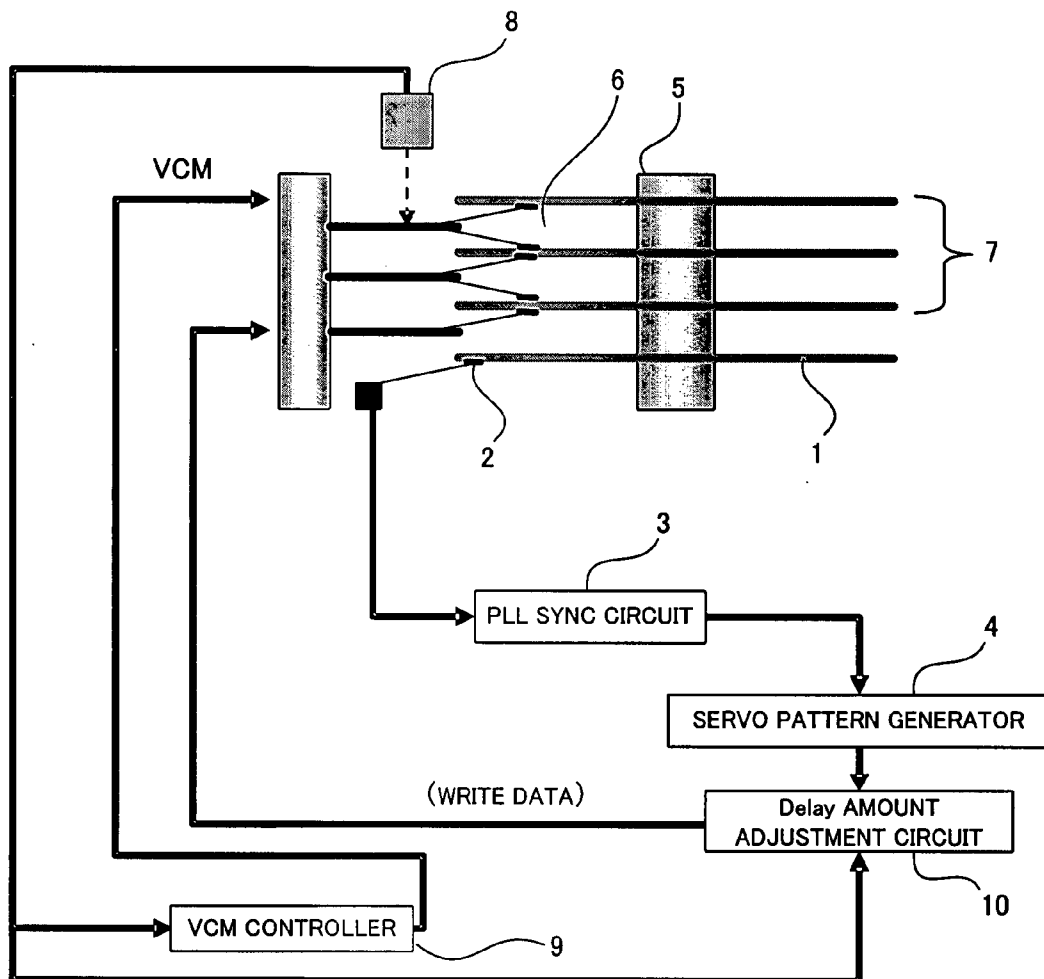 8
6
5
VCM
7
2
1
3
PLL SYNC CIRCUIT
4
SERVO PATTERN GENERATOR
(WRITE DATA)
Delay AMOUNT
ADJUSTMENT CIRCUIT
10
VCM CONTROLLER
9